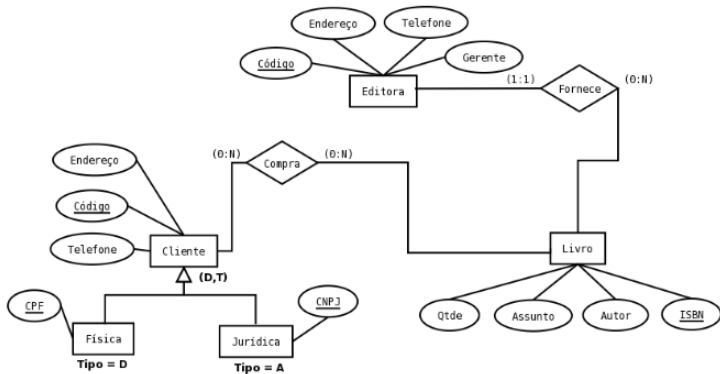 Endereço
Telefone
Código
Gerente
Editora
(1:1)
Fornece
(0:N)
Endereço
(0:N)
Compra
(0:N)
Código
Telefone
Cliente
Livro
(D,T)
CPF
CNPJ
Qtde
Assunto
Autor
ISBN
Física
Jurídica
Tipo = D
Tipo = A